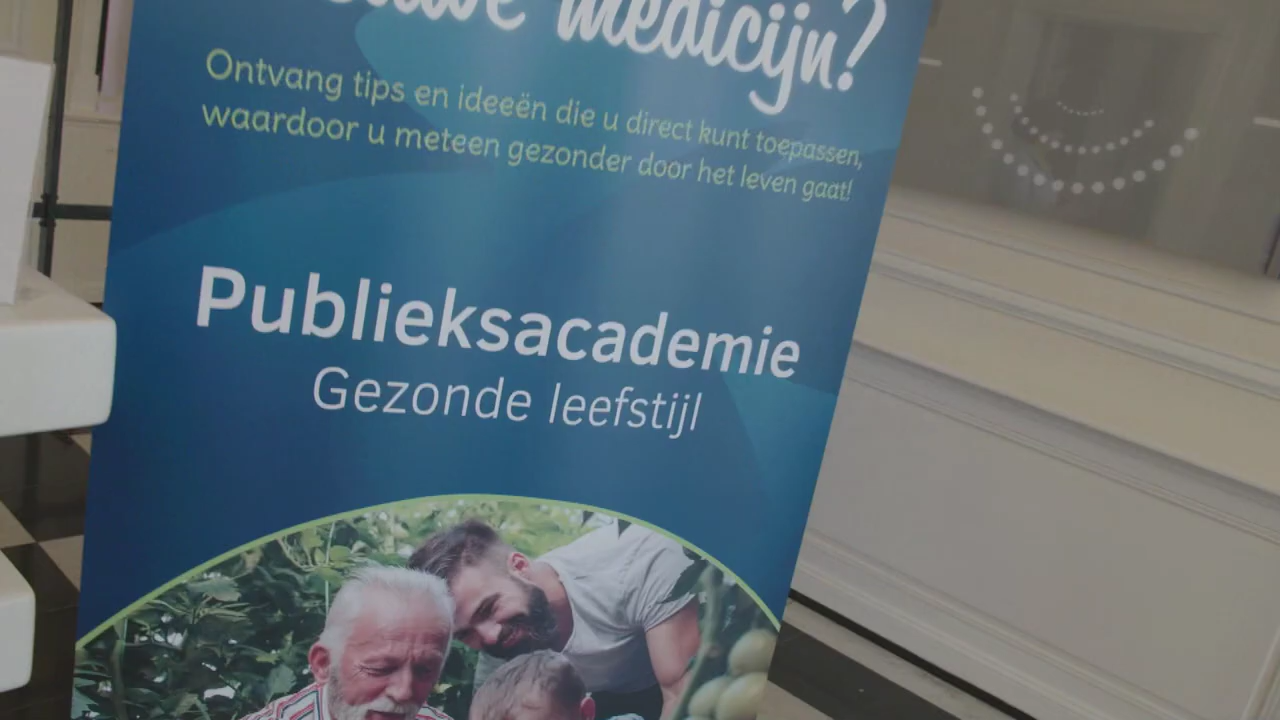 medicijn?
Ontvang tips en ideeën die u direct kunt toepassen,
waardoor u meteen gezonder door het leven gaat!
Publieksacademie
Gezonde leefstijl